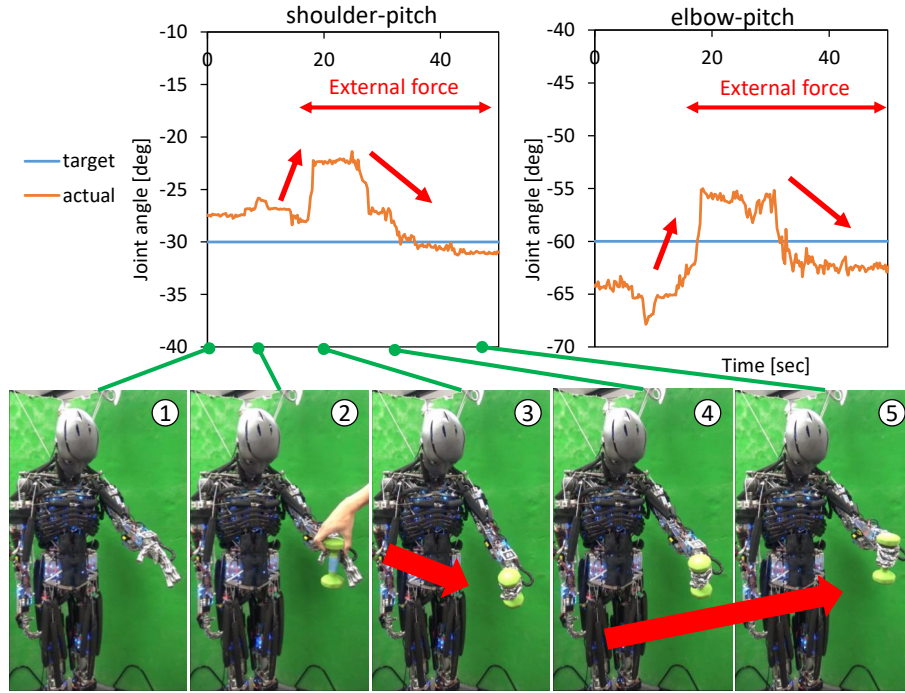 shoulder-pitch
elbow-pitch
-10
-15
-20
-25
-30
-35
-40
0
20
40
External force
Joint angle [deg]
target
actual
-40
-45
-50
-55
-60
-65
-70
0
20
40
External force
Joint angle [deg]
Time [sec]
1
2
3
4
5